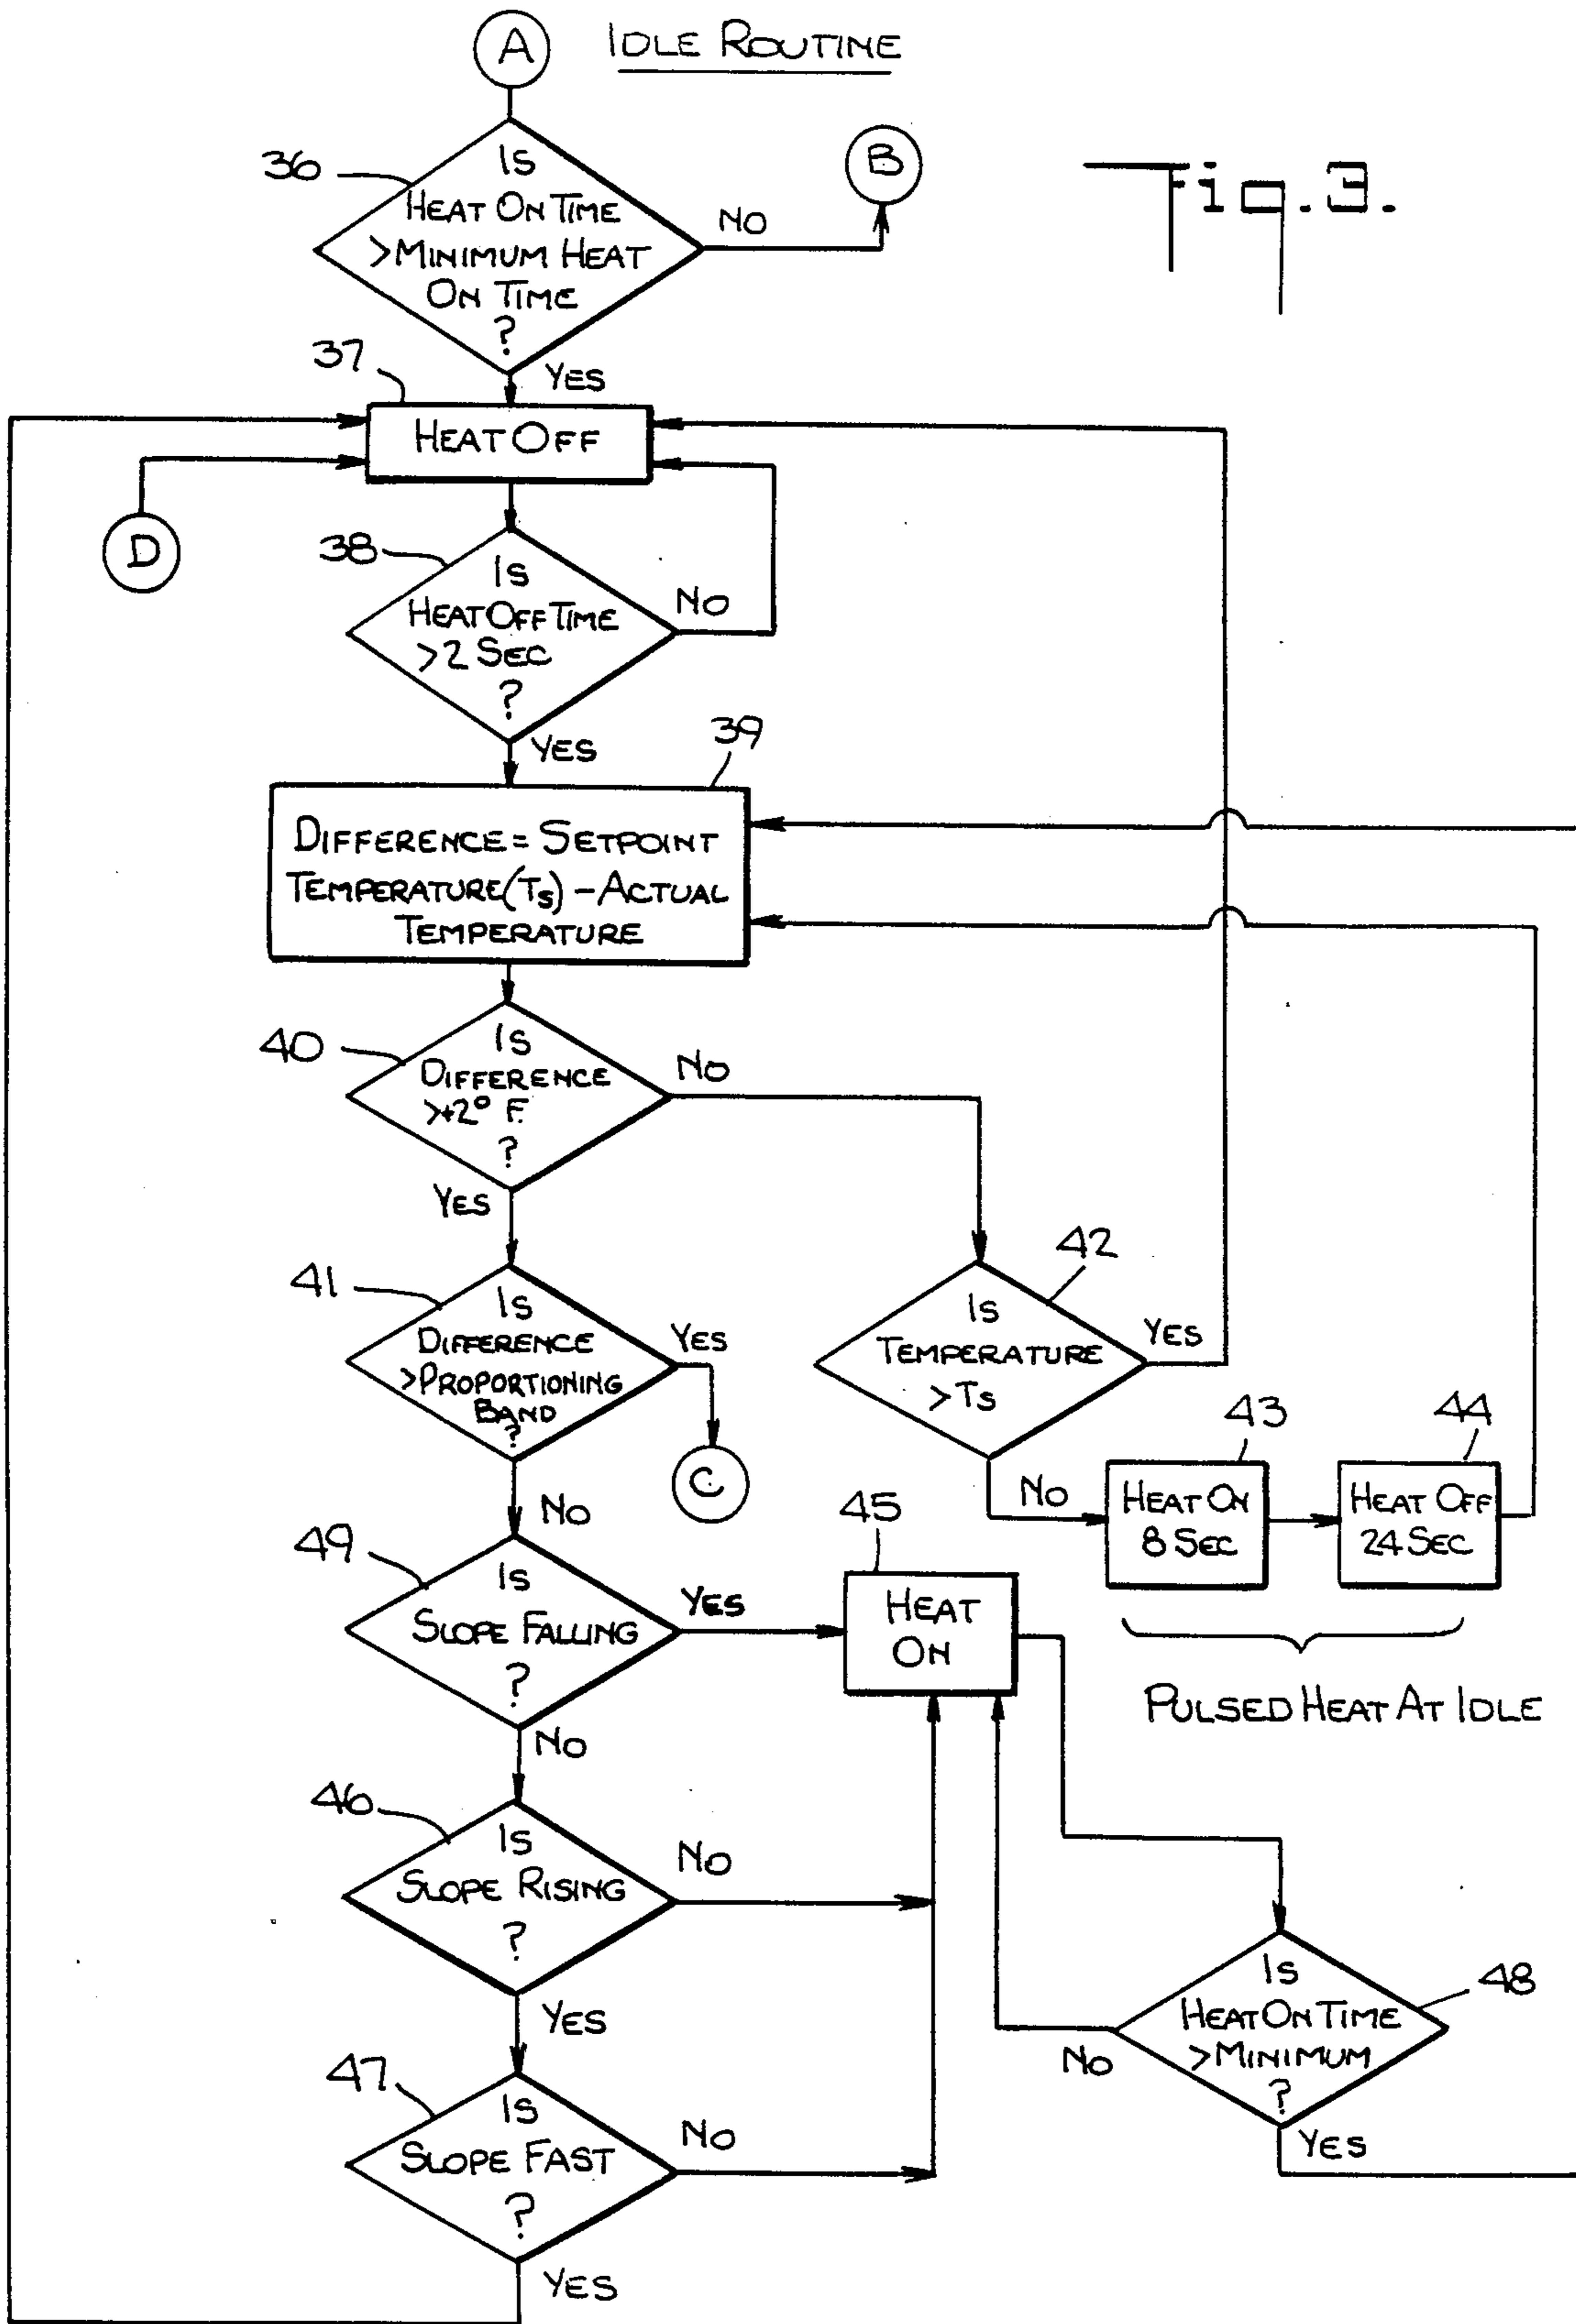 A
IDLE ROUTINE
Fig. 3.
36
IS
HEAT ON TIME
>MINIMUM HEAT
ON TIME
?
NO
B
YES
37
HEAT OFF
D
38
IS
HEAT OFF TIME
>2 SEC
?
NO
YES
39
DIFFERENCE = SETPOINT
TEMPERATURE (Ts) - ACTUAL
TEMPERATURE
40
IS
DIFFERENCE
>+2° F.
?
NO
YES
41
IS
DIFFERENCE
>PROPORTIONING
BAND
?
YES
C
NO
42
IS
TEMPERATURE
>Ts
YES
NO
43
HEAT ON
8 SEC
44
HEAT OFF
24 SEC
PULSED HEAT AT IDLE
49
IS
SLOPE FALLING
?
YES
NO
45
HEAT
ON
46
IS
SLOPE RISING
?
NO
YES
47
IS
SLOPE FAST
?
NO
YES
48
IS
HEAT ON TIME
>MINIMUM
?
NO
YES